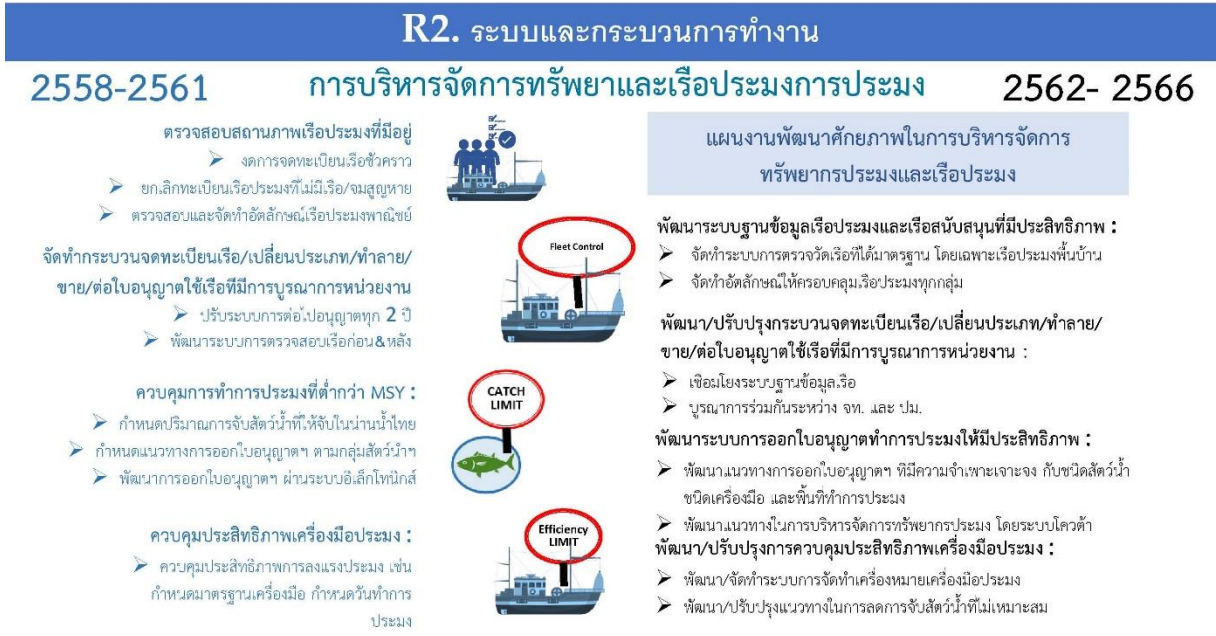 R2. ระบบและกระบวนการทำงาน
2558-2561
การบริหารจัดการทรัพยาและเรือประมงการประมง
2562- 2566
ตรวจสอบสถานภาพเรือประมงที่มีอยู่
➢ งดการจดทะเบียนเรือชั่วคราว
➢ ยกเลิกทะเบียนเรือประมงที่ไม่มีเรือ/จมสูญหาย
➢ ตรวจสอบและจัดทำอัตลักษณ์เรือประมงพาณิชย์
จัดทำกระบวนจดทะเบียนเรือ/เปลี่ยนประเภท/ทำลาย/
ขาย/ต่อใบอนุญาตใช้เรือที่มีการบูรณาการหน่วยงาน
➢ ปรับระบบการต่อใบอนุญาตทุก 2 ปี
➢ พัฒนาระบบการตรวจสอบเรือก่อน&หลัง
ควบคุมการทำการประมงที่ต่ำกว่า MSY :
➢ กำหนดปริมาณการจับสัตว์น้ำที่ให้จับในน่านน้ำไทย
➢ กำหนดแนวทางการออกใบอนุญาตฯ ตามกลุ่มสัตว์น้ำฯ
➢ พัฒนาการออกใบอนุญาตฯ ผ่านระบบอิเล็กโทนิกส์
ควบคุมประสิทธิภาพเครื่องมือประมง :
➢ ควบคุมประสิทธิภาพการลงแรงประมง เช่น
กำหนดมาตรฐานเครื่องมือ กำหนดวันทำการ
ประมง
Fleet Control
CATCH
LIMIT
Efficiency
LIMIT
แผนงานพัฒนาศักยภาพในการบริหารจัดการ
ทรัพยากรประมงและเรือประมง
พัฒนาระบบฐานข้อมูลเรือประมงและเรือสนับสนุนที่มีประสิทธิภาพ :
➢ จัดทำระบบการตรวจวัดเรือที่ได้มาตรฐาน โดยเฉพาะเรือประมงพื้นบ้าน
➢ จัดทำอัตลักษณ์ให้ครอบคลุมเรือประมงทุกกลุ่ม
พัฒนา/ปรับปรุงกระบวนจดทะเบียนเรือ/เปลี่ยนประเภท/ทำลาย/
ขาย/ต่อใบอนุญาตใช้เรือที่มีการบูรณาการหน่วยงาน :
➢ เชื่อมโยงระบบฐานข้อมูลเรือ
➢ บูรณาการร่วมกันระหว่าง จท. และ ปม.
พัฒนาระบบการออกใบอนุญาตทำการประมงให้มีประสิทธิภาพ :
➢ พัฒนาแนวทางการออกใบอนุญาตฯ ที่มีความจำเพาะเจาะจง กับชนิดสัตว์น้ำ
ชนิดเครื่องมือ และพื้นที่ทำการประมง
➢ พัฒนาแนวทางในการบริหารจัดการทรัพยากรประมง โดยระบบโควต้า
พัฒนา/ปรับปรุงการควบคุมประสิทธิภาพเครื่องมือประมง :
➢ พัฒนา/จัดทำระบบการจัดทำเครื่องหมายเครื่องมือประมง
➢ พัฒนา/ปรับปรุงแนวทางในการลดการจับสัตว์น้ำที่ไม่เหมาะสม